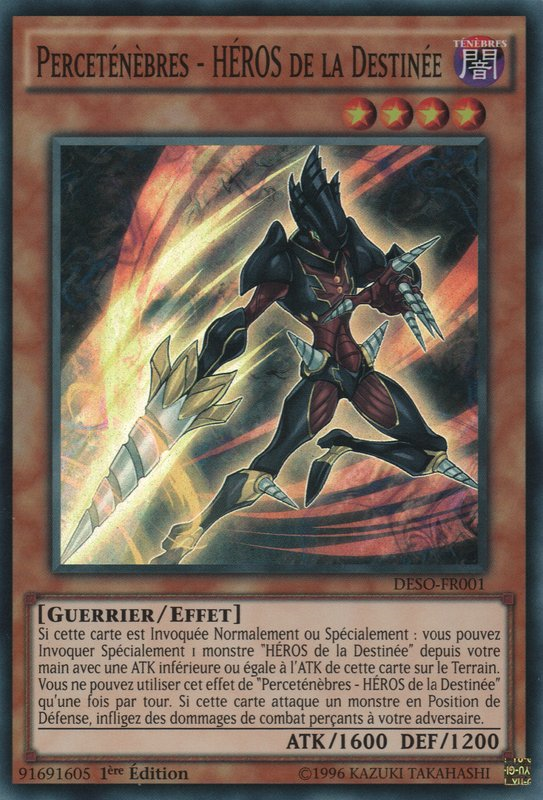 Perceténèbres - HÉROS de la Destinée
TÉNÈBRES
闇
DESO-FR001
[Guerrier/Effet]
Si cette carte est Invoquée Normalement ou Spécialement : vous pouvez
Invoquer Spécialement 1 monstre "HÉROS de la Destinée" depuis votre
main avec une ATK inférieure ou égale à l'ATK de cette carte sur le Terrain.
Vous ne pouvez utiliser cet effet de "Perceténèbres - HÉROS de la Destinée"
qu'une fois par tour. Si cette carte attaque un monstre en Position de
Défense, infligez des dommages de combat perçants à votre adversaire.
ATK/1600 DEF/1200
91691605 1ère Édition ©1996 KAZUKI TAKAHASHI